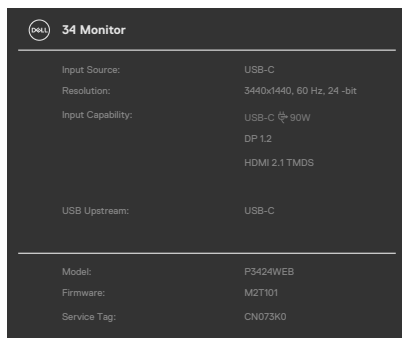 DELL 34 Monitor
Input Source: USB-C
Resolution: 3440x1440, 60 Hz, 24 -bit
Input Capability: USB-C 90W
DP 1.2
HDMI 2.1 TMDS
USB Upstream: USB-C
Model: P3424WEB
Firmware: M2T101
Service Tag: CN073K0